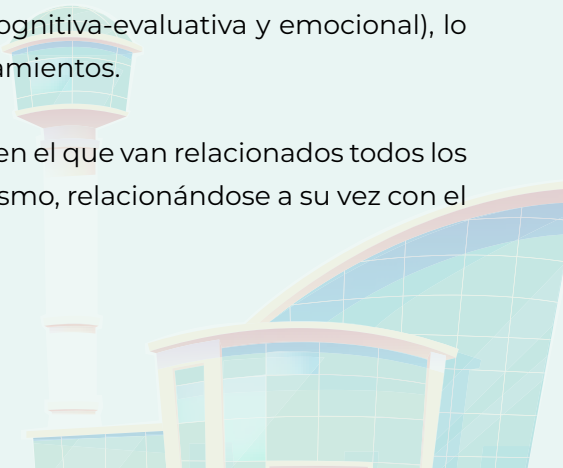 ognitiva-evaluativa y emocional), lo
amientos.
en el que van relacionados todos los
smo, relacionándose a su vez con el